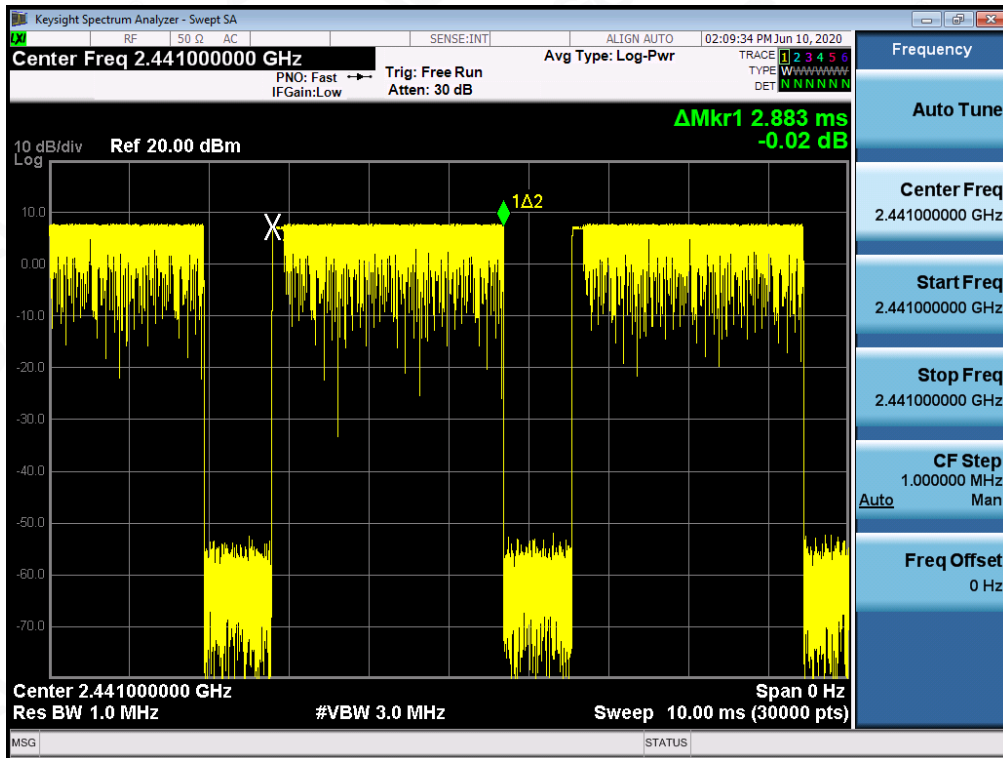 Keysight Spectrum Analyzer - Swept SA
LXI RF 50 Ω AC SENSE:INT ALIGN AUTO 02:09:34 PM Jun 10, 2020
Center Freq 2.441000000 GHz
PNO: Fast
IFGain:Low
Trig: Free Run
Atten: 30 dB
Avg Type: Log-Pwr
TRACE 1 2 3 4 5 6
TYPE WWWWWWW
DET N N N N N N
ΔMkr1 2.883 ms
-0.02 dB
10 dB/div Ref 20.00 dBm
Log
1Δ2
10.0
0.00
-10.0
-20.0
-30.0
-40.0
-50.0
-60.0
-70.0
Center 2.441000000 GHz Span 0 Hz
Res BW 1.0 MHz #VBW 3.0 MHz Sweep 10.00 ms (30000 pts)
MSG STATUS
Frequency
Auto Tune
Center Freq
2.441000000 GHz
Start Freq
2.441000000 GHz
Stop Freq
2.441000000 GHz
CF Step
1.000000 MHz
Auto Man
Freq Offset
0 Hz